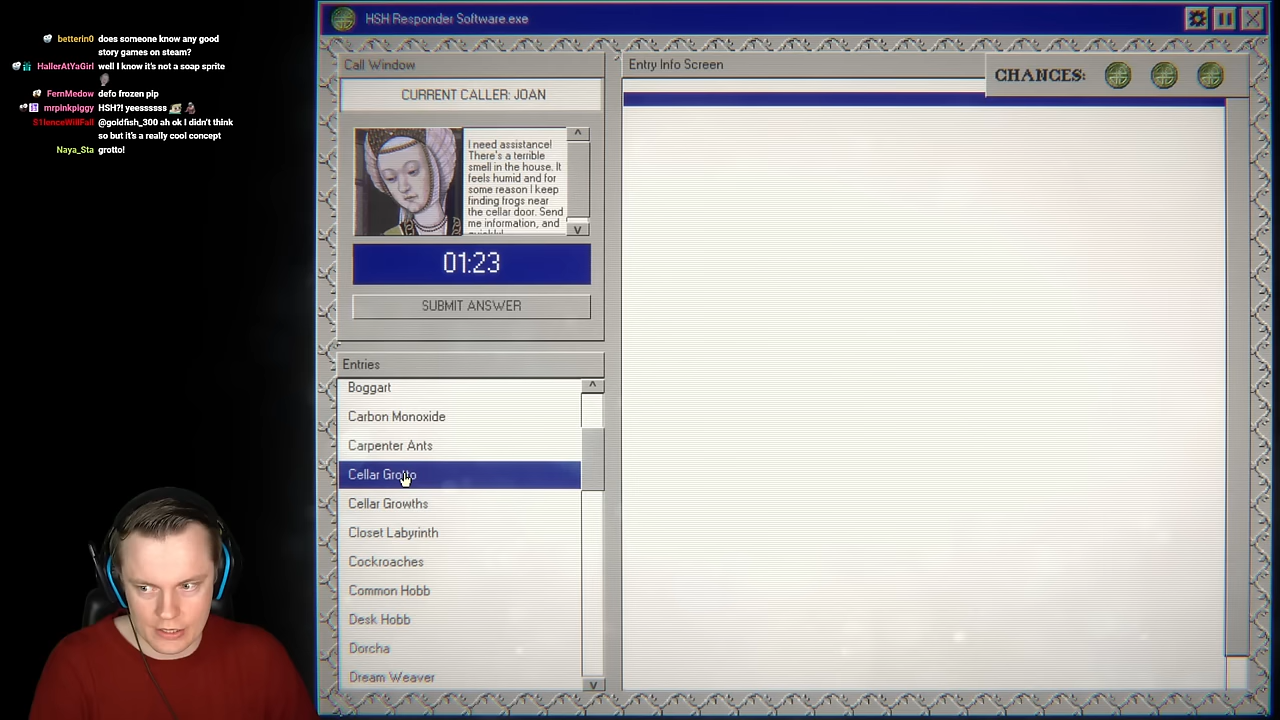 betterin0 does someone know any good
story games on steam?
HallerAtYaGirl well I know it's not a soap sprite
FernMedow defo frozen pip
mrpinkpiggy HSH?! yeessssss
S1lenceWillFall @goldfish_300 ah ok I didn't think
so but it's a really cool concept
Naya_Sta grotto!
HSH Responder Software.exe
Call Window
CURRENT CALLER: JOAN
I need assistance!
There's a terrible
smell in the house. It
feels humid and for
some reason I keep
finding frogs near
the cellar door. Send
me information, and
quickly!
01:23
SUBMIT ANSWER
Entries
Boggart
Carbon Monoxide
Carpenter Ants
Cellar Grotto
Cellar Growths
Closet Labyrinth
Cockroaches
Common Hobb
Desk Hobb
Dorcha
Dream Weaver
Entry Info Screen
CHANCES: